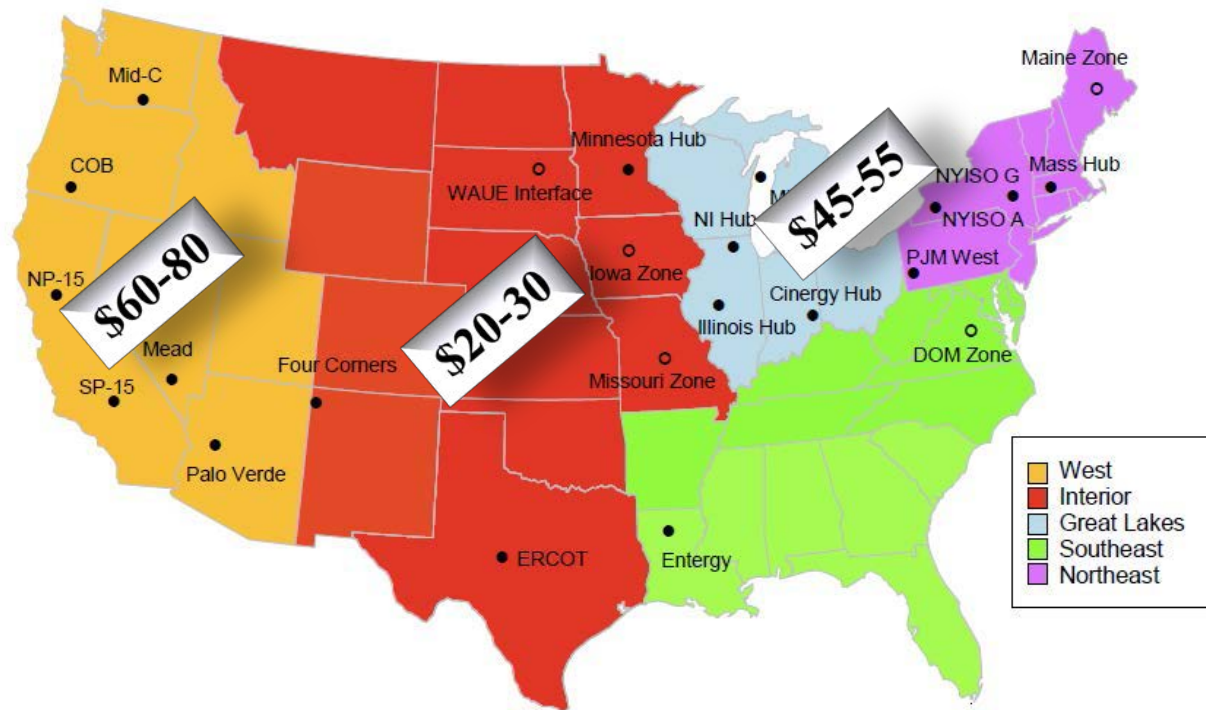 Maine Zone
Mid-C
Minnesota Hub
COB
WAUE Interface
NYISO G
Mass Hub
NI Hub
NYISO A
$45-55
PJM West
NP-15
$60-80
Iowa Zone
Cinergy Hub
$20-30
Illinois Hub
Mead
Four Corners
DOM Zone
SP-15
Missouri Zone
Palo Verde
ERCOT
Entergy
West
Interior
Great Lakes
Southeast
Northeast